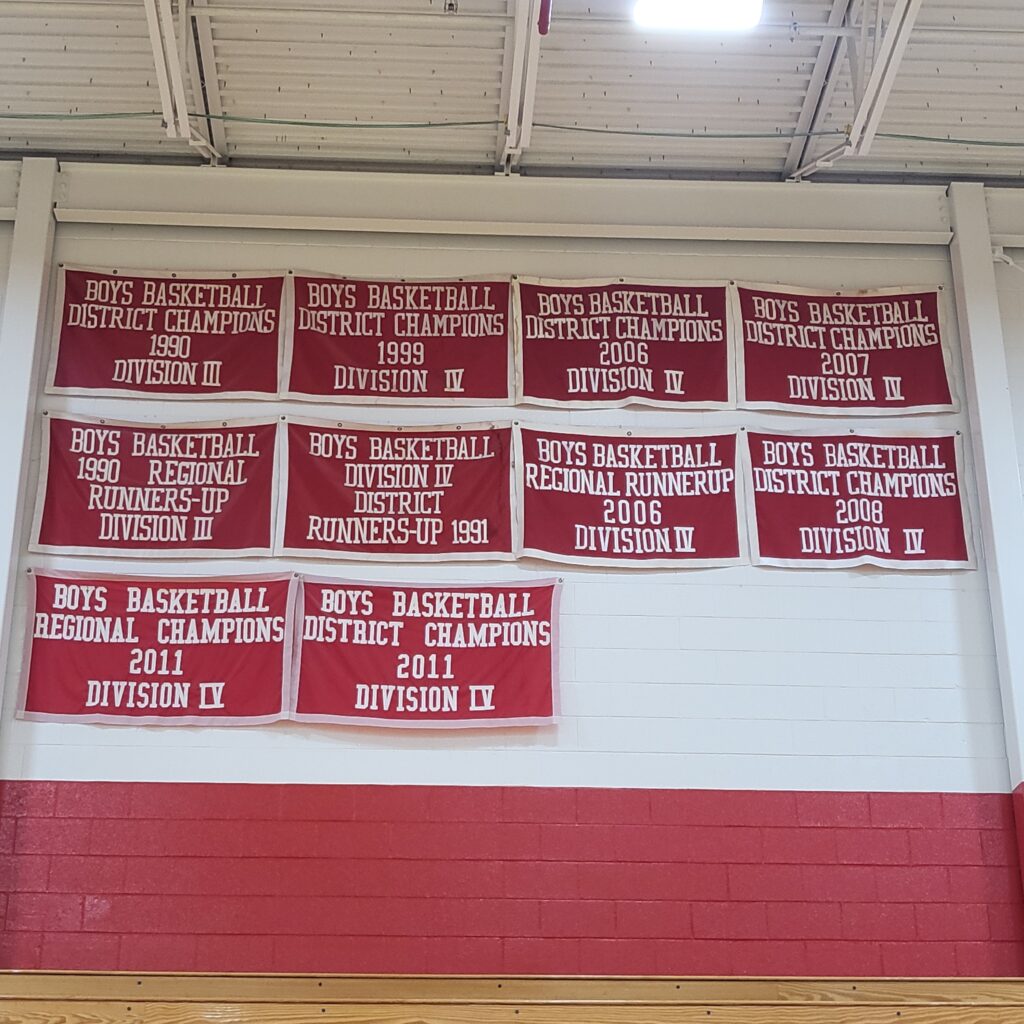 BOYS BASKETBALL
DISTRICT CHAMPIONS
1990
DIVISION III
BOYS BASKETBALL
DISTRICT CHAMPIONS
1999
DIVISION IV
BOYS BASKETBALL
DISTRICT CHAMPIONS
2006
DIVISION IV
BOYS BASKETBALL
DISTRICT CHAMPIONS
2007
DIVISION IV
BOYS BASKETBALL
1990 REGIONAL
RUNNERS-UP
DIVISION III
BOYS BASKETBALL
DIVISION IV
DISTRICT
RUNNERS-UP 1991
BOYS BASKETBALL
REGIONAL RUNNERUP
2006
DIVISION IV
BOYS BASKETBALL
DISTRICT CHAMPIONS
2008
DIVISION IV
BOYS BASKETBALL
REGIONAL CHAMPIONS
2011
DIVISION IV
BOYS BASKETBALL
DISTRICT CHAMPIONS
2011
DIVISION IV